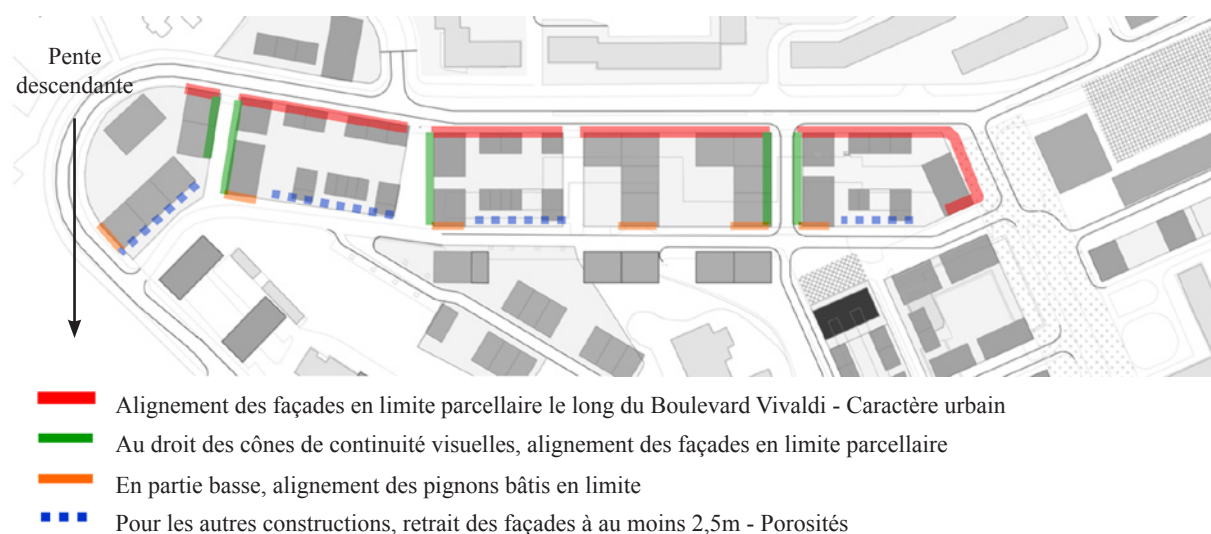 Pente
descendante
Alignement des façades en limite parcellaire le long du Boulevard Vivaldi - Caractère urbain
Au droit des cônes de continuité visuelles, alignement des façades en limite parcellaire
En partie basse, alignement des pignons bâtis en limite
Pour les autres constructions, retrait des façades à au moins 2,5m - Porosités